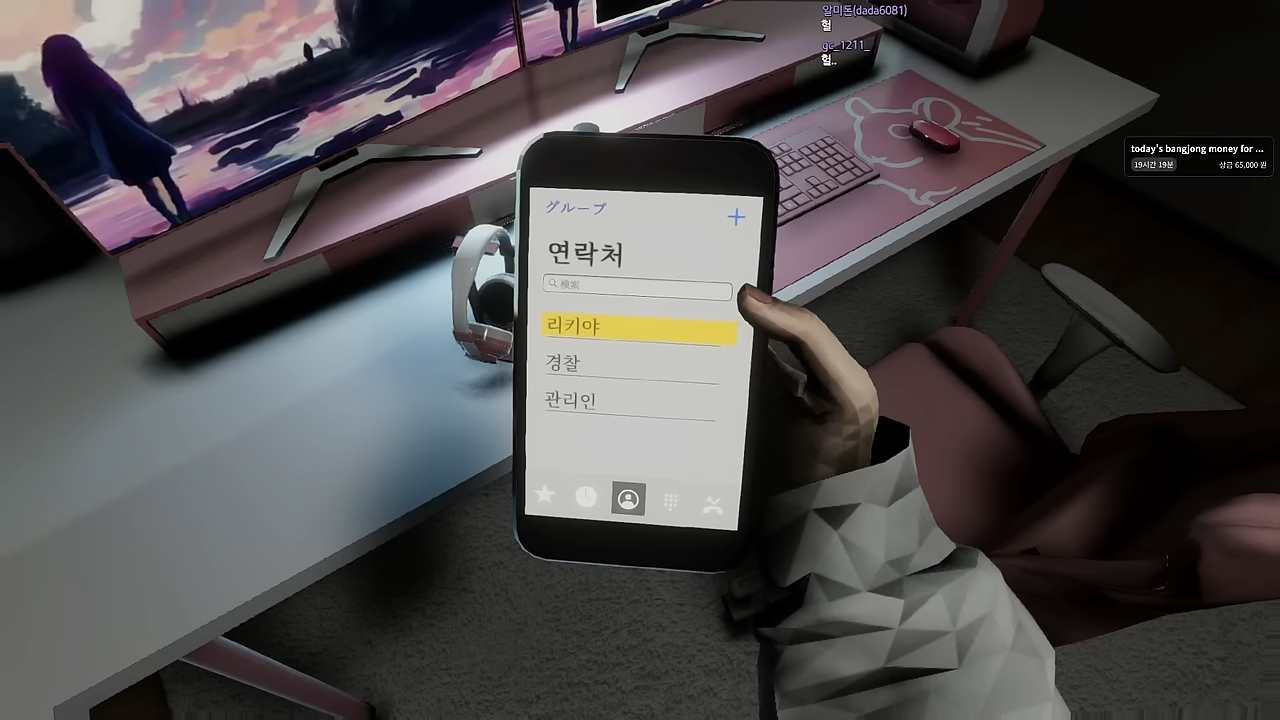 알미돈(dada6081)
헐
gc_1211_
헐..
today's bangjong money for ...
19시간 19분
상금 65,000 원
グループ
+
연락처
検索
리키야
경찰
관리인